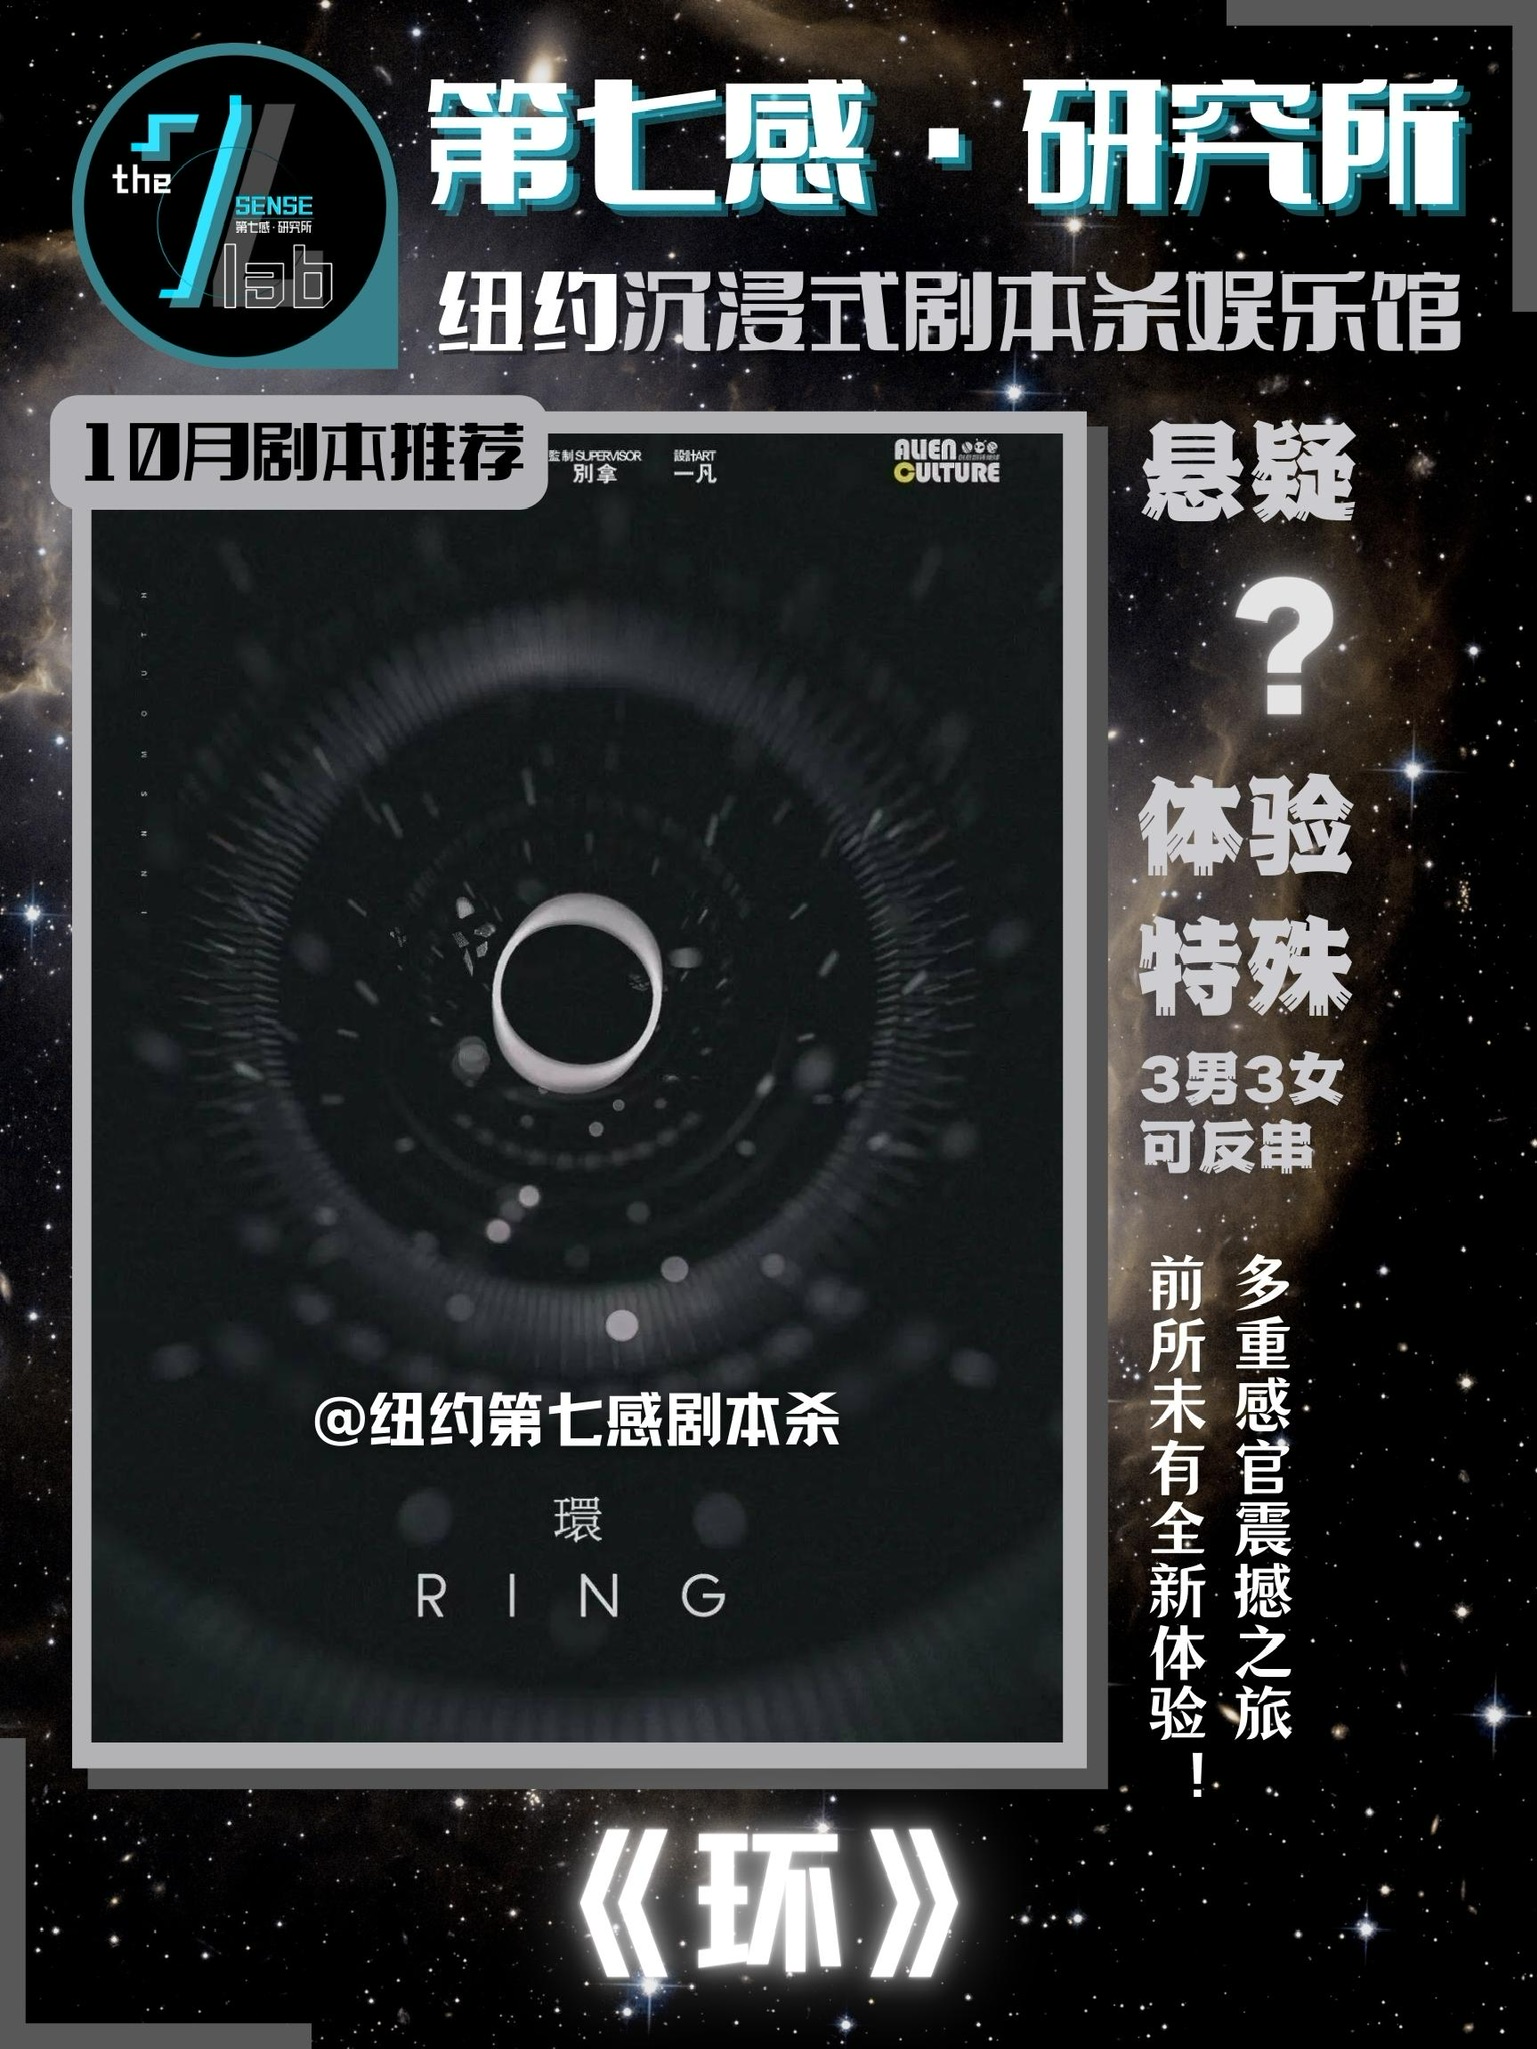 the
SENSE
第七感·研究所
lab
第七感·研究所
纽约沉浸式剧本杀娱乐馆
10月剧本推荐
監制SUPERVISOR
別拿
設計ART
一凡
ALIEN
CULTURE
悬疑
?
体验
特殊
3男3女
可反串
多重感官震撼之旅
前所未有全新体验!
@纽约第七感剧本杀
環
RING
《环》